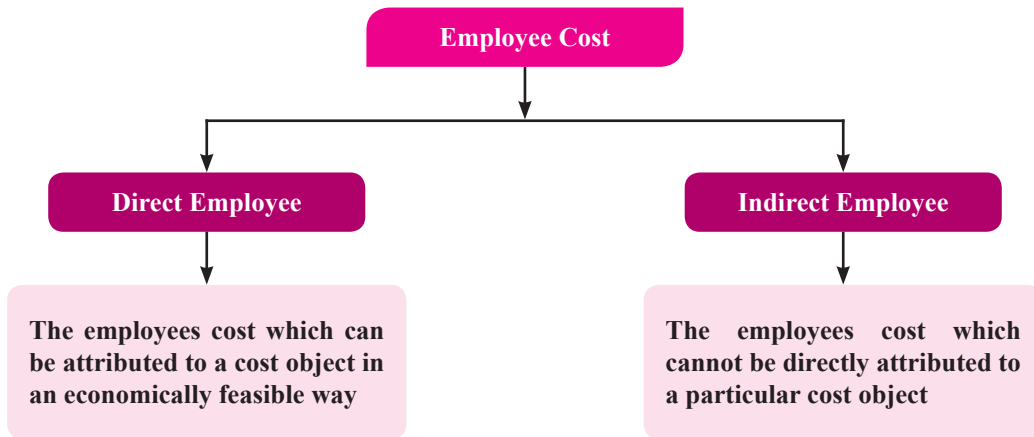 Employee Cost
Direct Employee
Indirect Employee
The employees cost which can
be attributed to a cost object in
an economically feasible way
The employees cost which
cannot be directly attributed to
a particular cost object